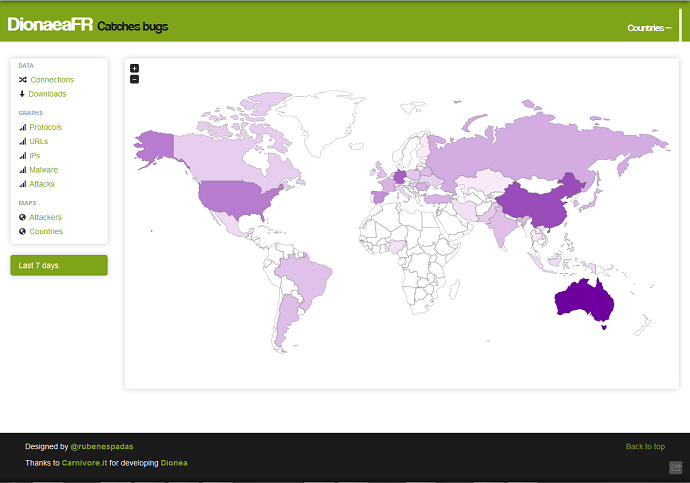 DionaeaFR Catches bugs
Countries –
DATA
Connections
Downloads
GRAPHS
Protocols
URLs
IPs
Malware
Attacks
MAPS
Attackers
Countries
Last 7 days.
+
−
Designed by @rubenespadas
Back to top
Thanks to Carnivore.it for developing Dionea